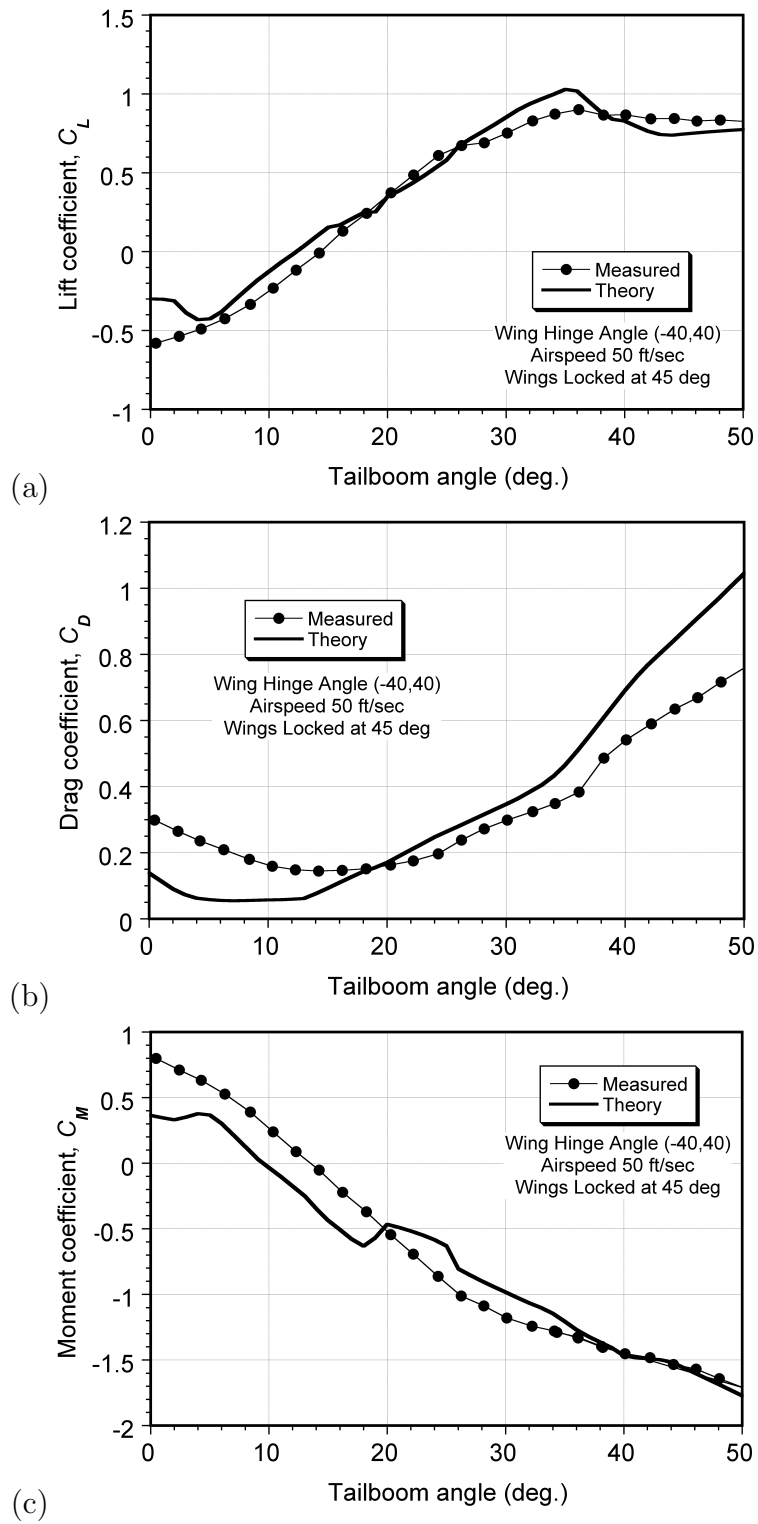 1.5
1
0.5
0
-0.5
-1
Lift coefficient, C_L
Measured
Theory
Wing Hinge Angle (-40,40)
Airspeed 50 ft/sec
Wings Locked at 45 deg
0 10 20 30 40 50
Tailboom angle (deg.)
(a)
1.2
1
0.8
0.6
0.4
0.2
0
Drag coefficient, C_D
Measured
Theory
Wing Hinge Angle (-40,40)
Airspeed 50 ft/sec
Wings Locked at 45 deg
0 10 20 30 40 50
Tailboom angle (deg.)
(b)
1
0.5
0
-0.5
-1
-1.5
-2
Moment coefficient, C_M
Measured
Theory
Wing Hinge Angle (-40,40)
Airspeed 50 ft/sec
Wings Locked at 45 deg
0 10 20 30 40 50
Tailboom angle (deg.)
(c)